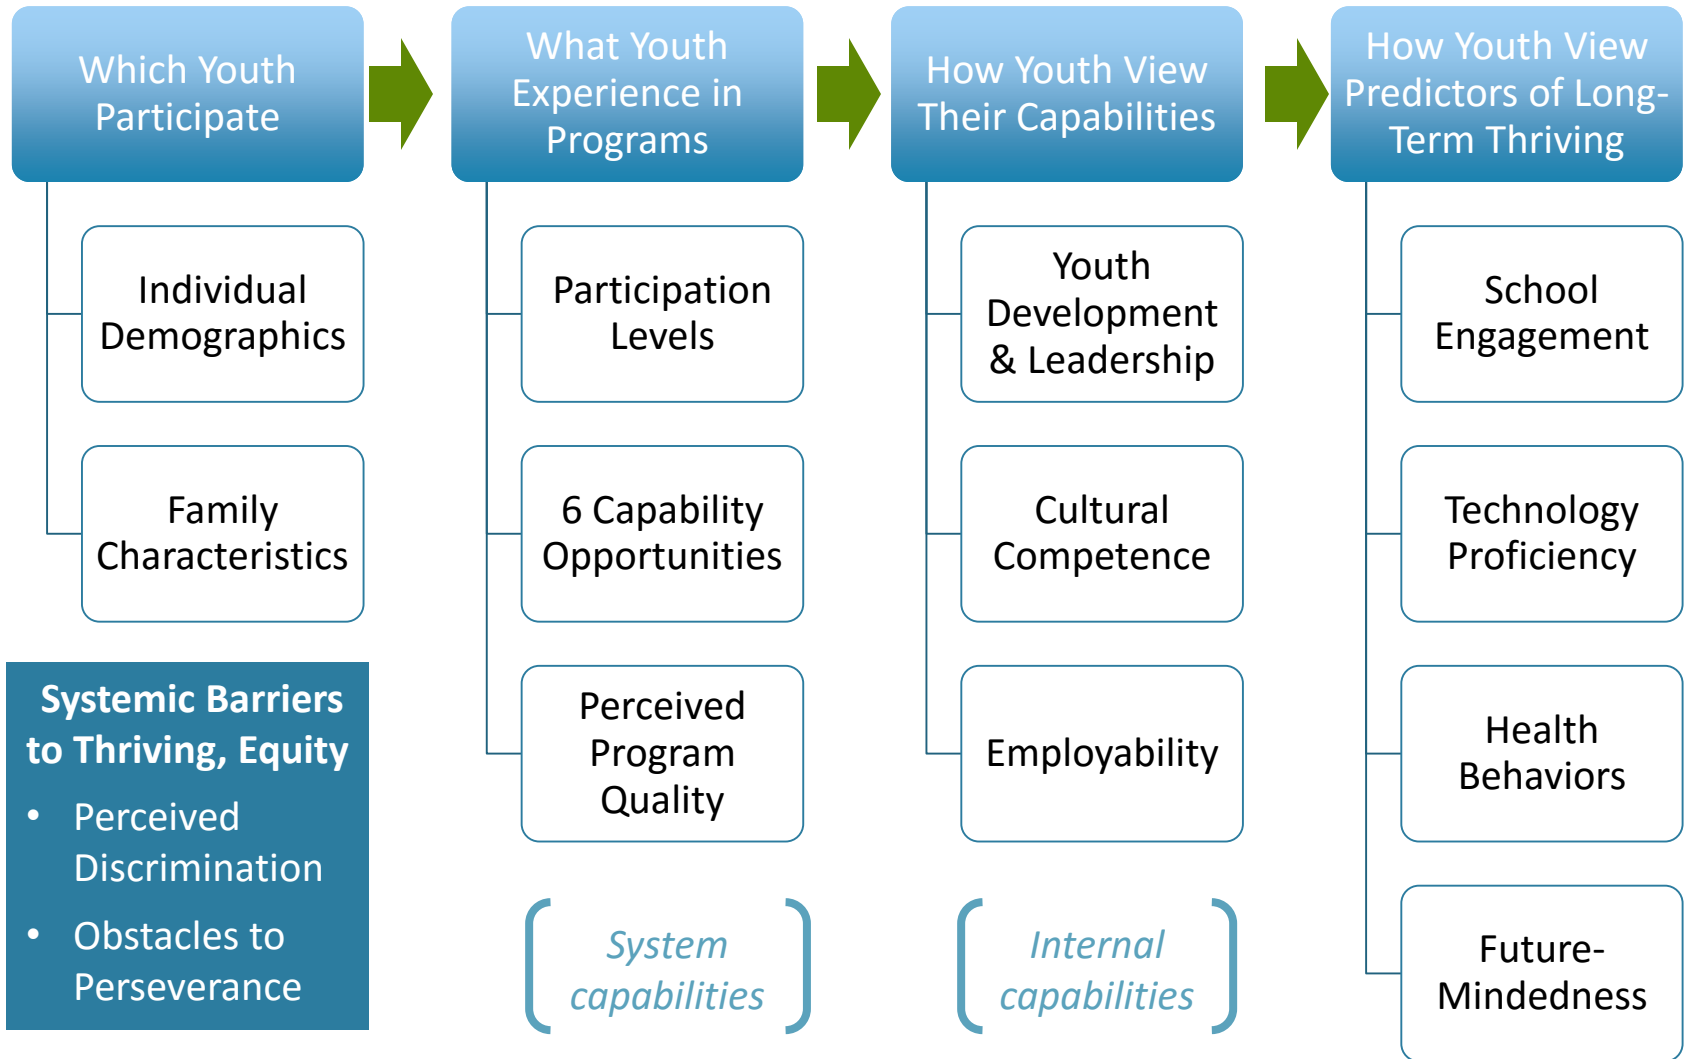 Which Youth
Participate
What Youth
Experience in
Programs
How Youth View
Their Capabilities
How Youth View
Predictors of Long-
Term Thriving
Individual
Demographics
Family
Characteristics
Systemic Barriers
to Thriving, Equity
• Perceived
Discrimination
• Obstacles to
Perseverance
Participation
Levels
6 Capability
Opportunities
Perceived
Program
Quality
System
capabilities
Youth
Development
& Leadership
Cultural
Competence
Employability
Internal
capabilities
School
Engagement
Technology
Proficiency
Health
Behaviors
Future-
Mindedness